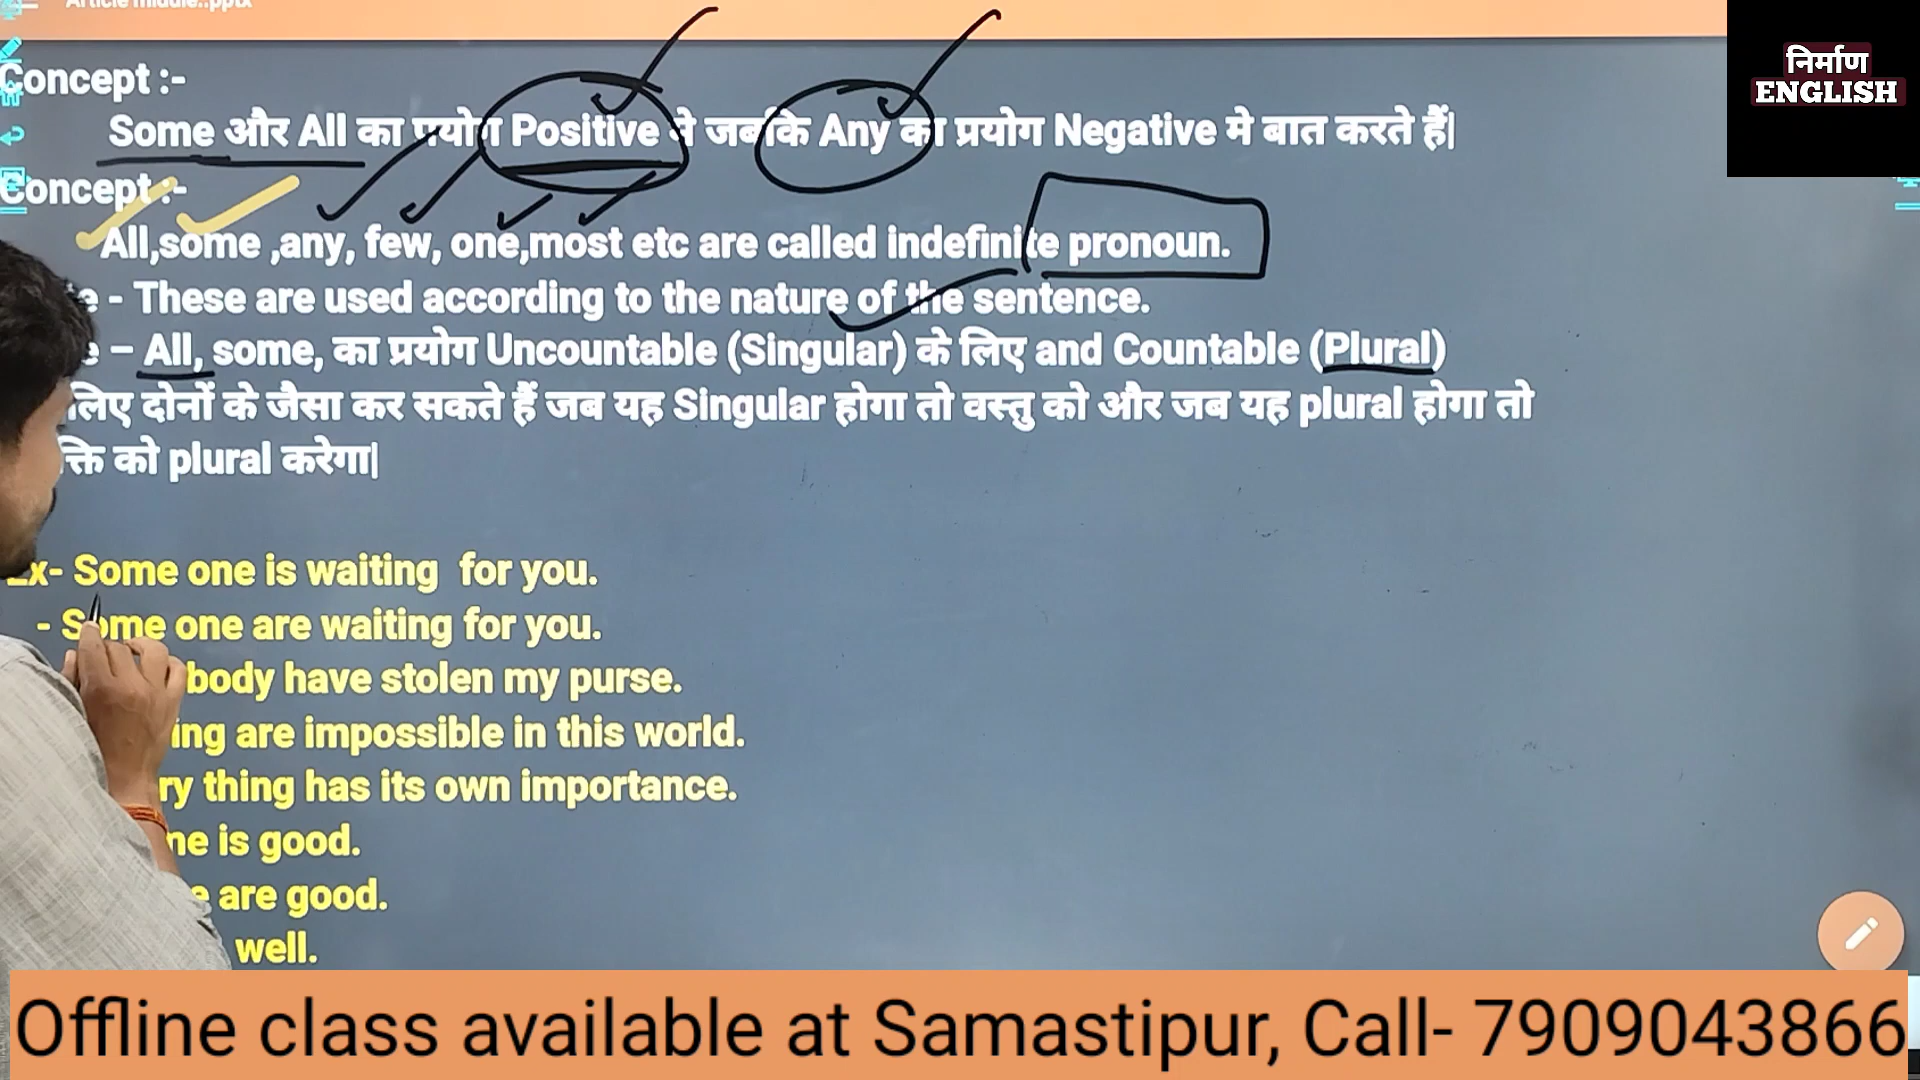 Article middle..pptx
निर्माण
ENGLISH
Concept :-
Some और All का प्रयोग Positive मे जबकि Any का प्रयोग Negative मे बात करते हैं|
Concept :-
All,some ,any, few, one,most etc are called indefinite pronoun.
- These are used according to the nature of the sentence.
– All, some, का प्रयोग Uncountable (Singular) के लिए and Countable (Plural)
लिए दोनों के जैसा कर सकते हैं जब यह Singular होगा तो वस्तु को और जब यह plural होगा तो
को plural करेगा|
Ex- Some one is waiting for you.
- Some one are waiting for you.
body have stolen my purse.
are impossible in this world.
thing has its own importance.
is good.
are good.
well.
Offline class available at Samastipur, Call- 7909043866